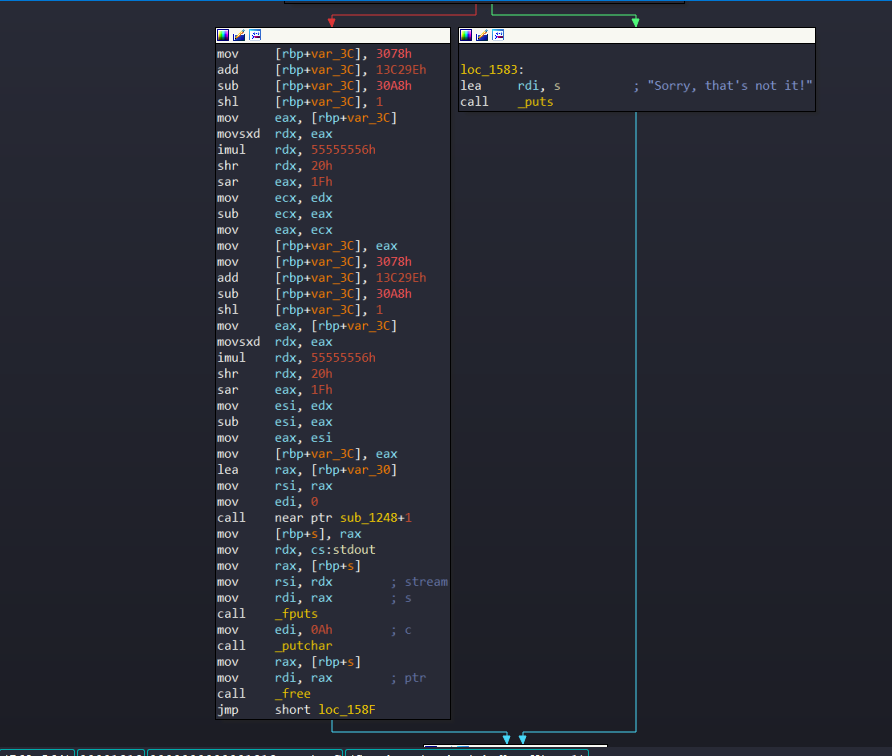 mov [rbp+var_3C], 3078h
add [rbp+var_3C], 13C29Eh
sub [rbp+var_3C], 30A8h
shl [rbp+var_3C], 1
mov eax, [rbp+var_3C]
movsxd rdx, eax
imul rdx, 55555556h
shr rdx, 20h
sar eax, 1Fh
mov ecx, edx
sub ecx, eax
mov eax, ecx
mov [rbp+var_3C], eax
mov [rbp+var_3C], 3078h
add [rbp+var_3C], 13C29Eh
sub [rbp+var_3C], 30A8h
shl [rbp+var_3C], 1
mov eax, [rbp+var_3C]
movsxd rdx, eax
imul rdx, 55555556h
shr rdx, 20h
sar eax, 1Fh
mov esi, edx
sub esi, eax
mov eax, esi
mov [rbp+var_3C], eax
lea rax, [rbp+var_30]
mov rsi, rax
mov edi, 0
call near ptr sub_1248+1
mov [rbp+s], rax
mov rdx, cs:stdout
mov rax, [rbp+s]
mov rsi, rdx ; stream
mov rdi, rax ; s
call _fputs
mov edi, 0Ah ; c
call _putchar
mov rax, [rbp+s]
mov rdi, rax ; ptr
call _free
jmp short loc_158F
loc_1583:
lea rdi, s ; "Sorry, that's not it!"
call _puts